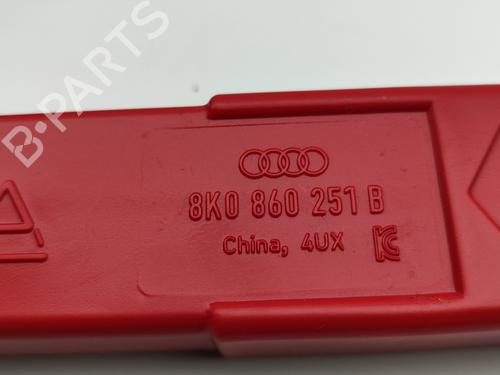 B-PARTS
8K0 860 251 B
China, 4UX